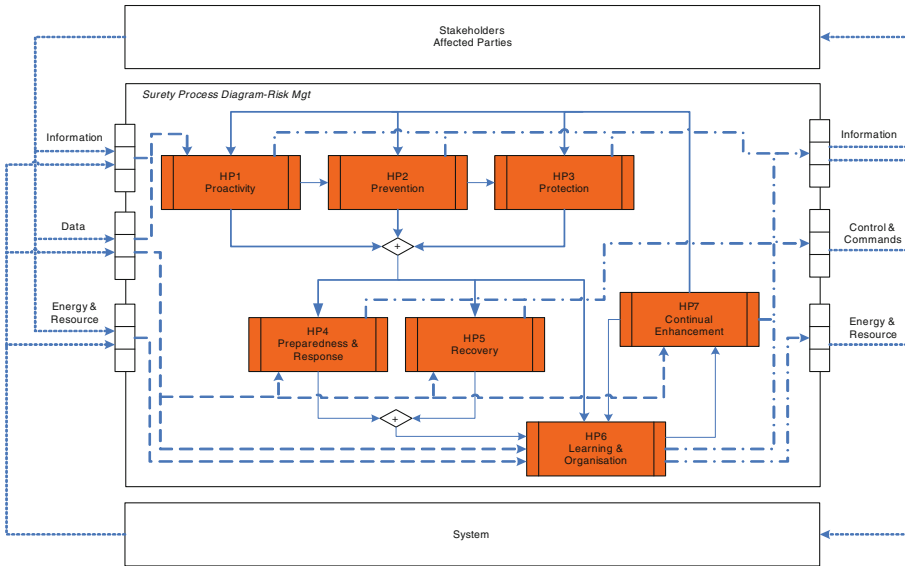 Stakeholders
Affected Parties
Surety Process Diagram-Risk Mgt
Information
Data
Energy &
Resource
HP1
Proactivity
HP2
Prevention
HP3
Protection
+
HP4
Preparedness &
Response
HP5
Recovery
HP7
Continual
Enhancement
+
HP6
Learning &
Organisation
Information
Control &
Commands
Energy &
Resource
System